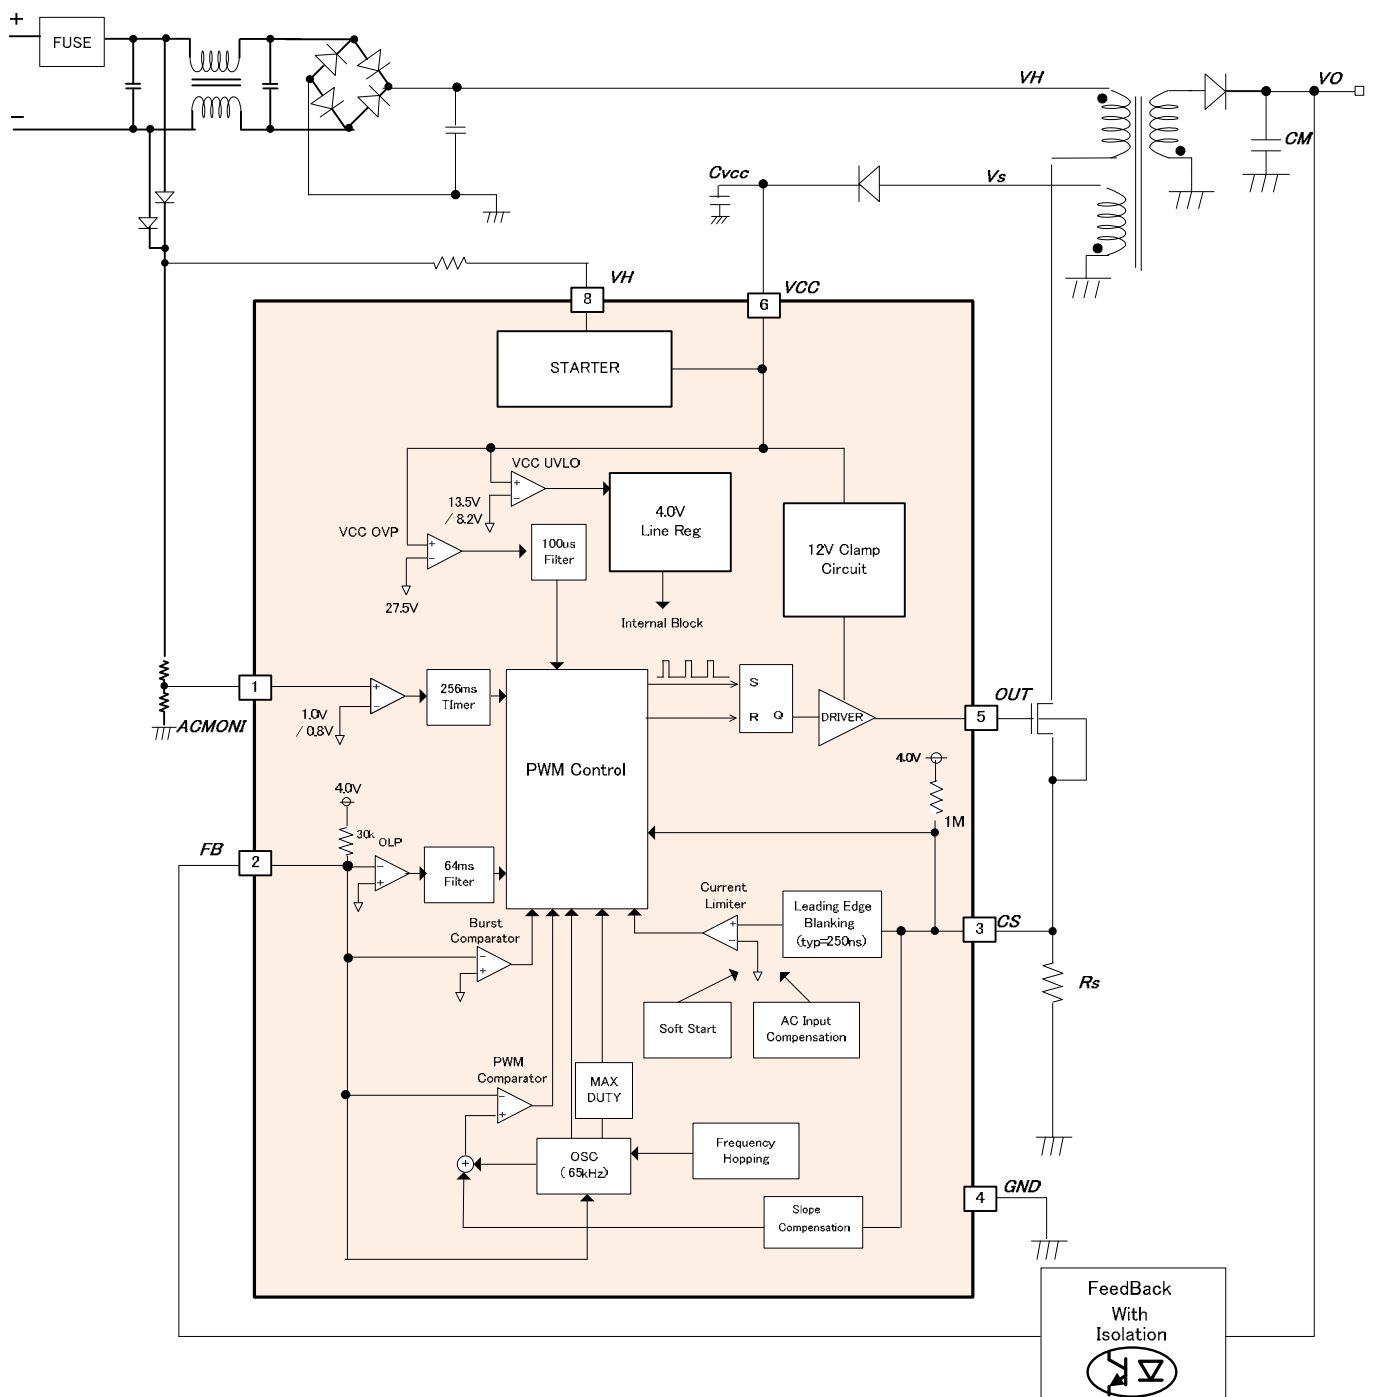 +
FUSE
−
VH
VO
CM
Cvcc
Vs
VH
VCC
8
6
STARTER
VCC UVLO
13.5V
/ 8.2V
4.0V
Line Reg
VCC OVP
100us
Filter
27.5V
12V Clamp
Circuit
Internal Block
1
256ms
TImer
1.0V
/ 0.8V
ACMONI
S
R
Q
DRIVER
OUT
5
PWM Control
4.0V
1M
4.0V
30k
OLP
FB
2
64ms
Filter
Current
Limiter
Leading Edge
Blanking
(typ=250ns)
3
CS
Burst
Comparator
Rs
Soft Start
AC Input
Compensation
PWM
Comparator
MAX
DUTY
OSC
( 65kHz)
Frequency
Hopping
4
GND
Slope
Compensation
FeedBack
With
Isolation